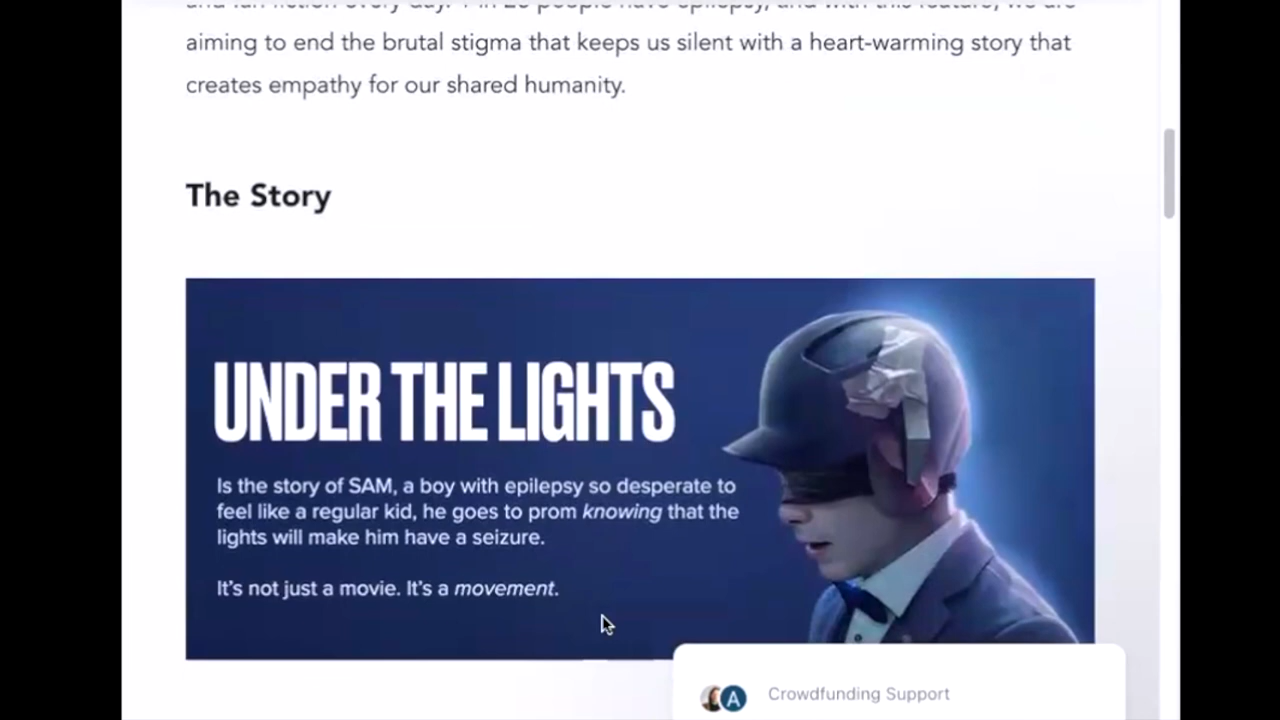 aiming to end the brutal stigma that keeps us silent with a heart-warming story that
creates empathy for our shared humanity.
The Story
UNDER THE LIGHTS
Is the story of SAM, a boy with epilepsy so desperate to
feel like a regular kid, he goes to prom knowing that the
lights will make him have a seizure.
It's not just a movie. It's a movement.
A
Crowdfunding Support